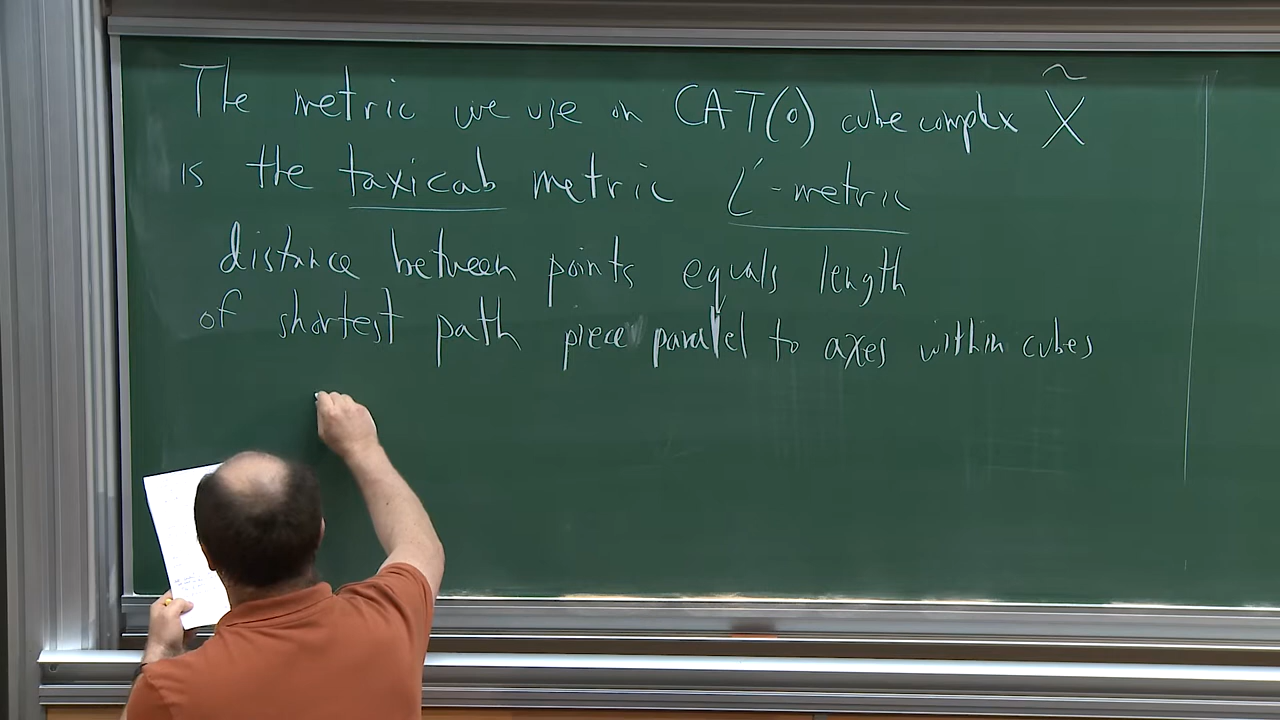 The metric we use on CAT(0) cube complex X̃
is the taxicab metric L'-metric
distance between points equals length
of shortest path piece parallel to axes within cubes